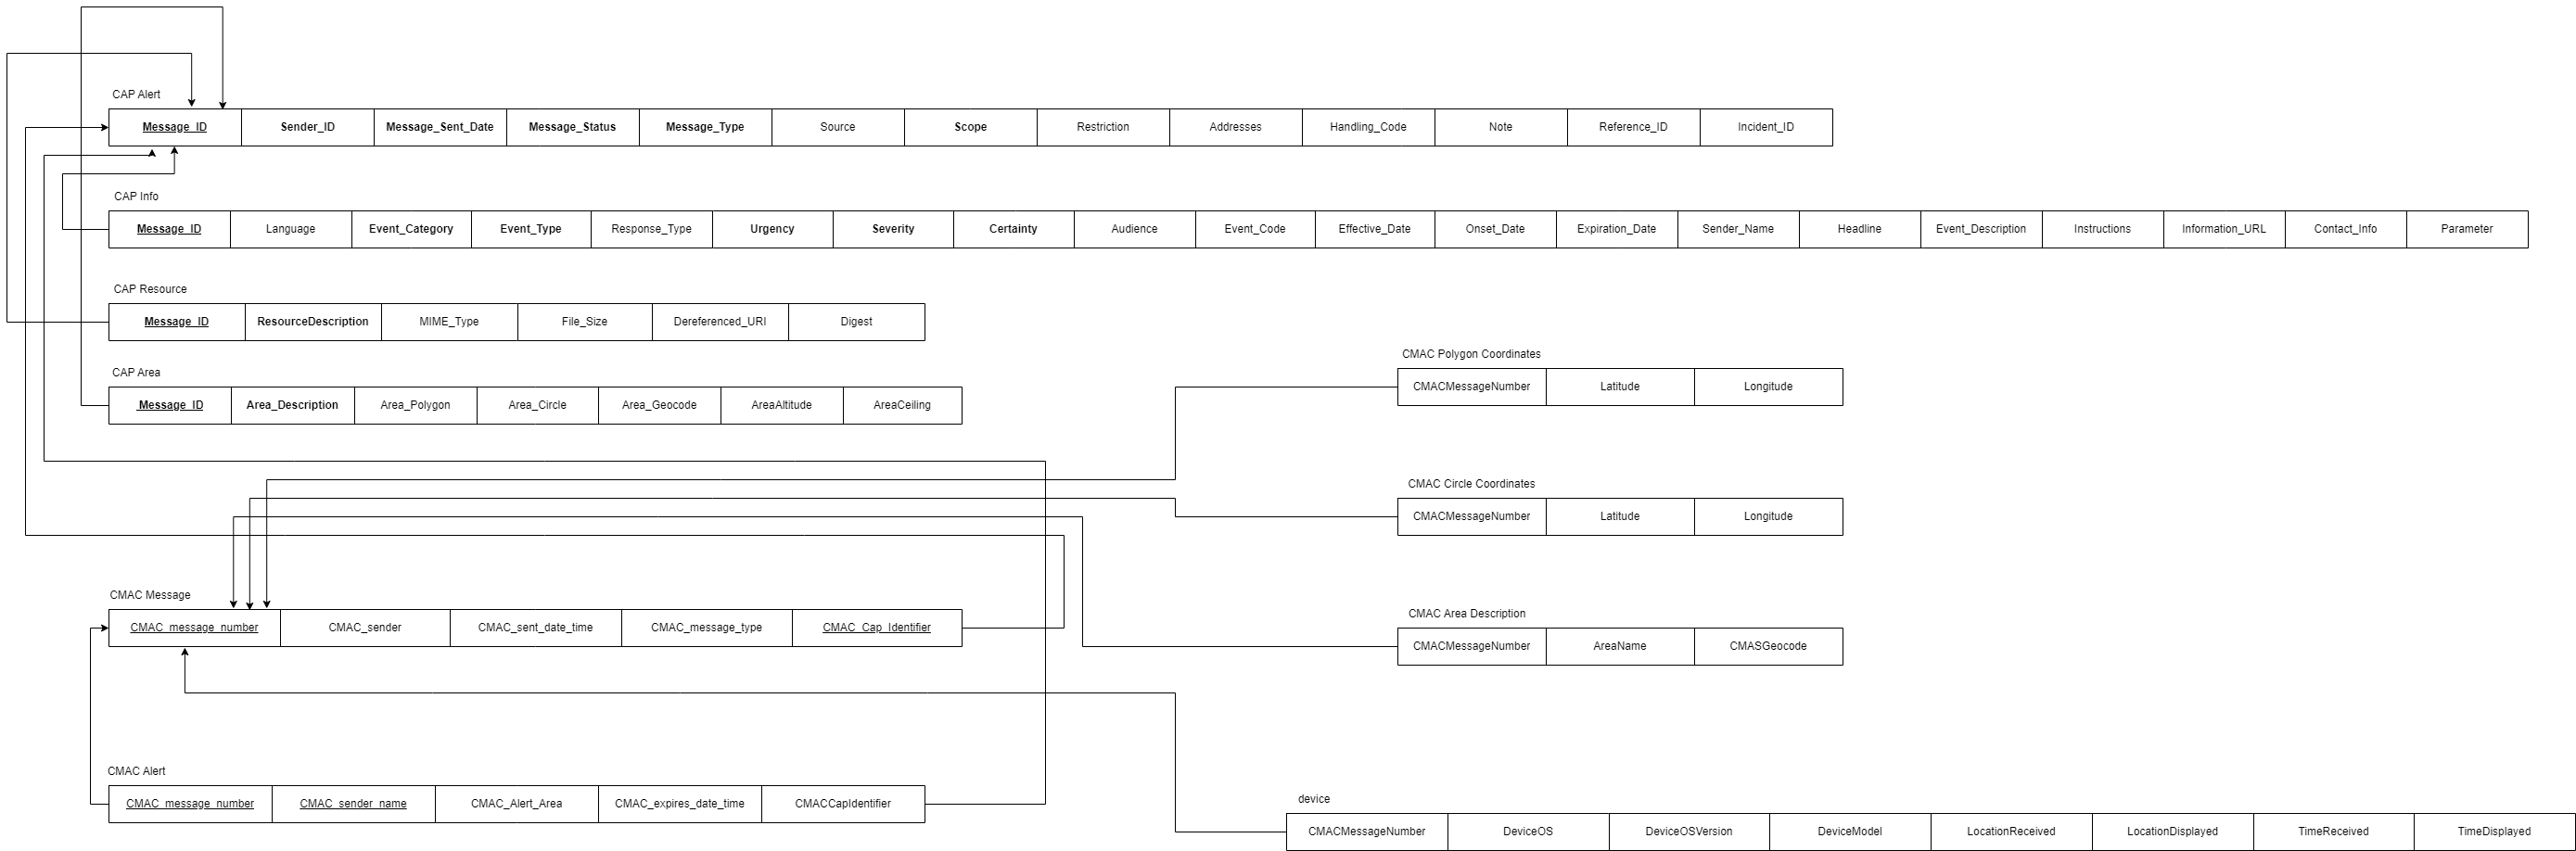 CAP Alert
Message_ID Sender_ID Message_Sent_Date Message_Status Message_Type Source Scope Restriction Addresses Handling_Code Note Reference_ID Incident_ID
CAP Info
Message_ID Language Event_Category Event_Type Response_Type Urgency Severity Certainty Audience Event_Code Effective_Date Onset_Date Expiration_Date Sender_Name Headline Event_Description Instructions Information_URL Contact_Info Parameter
CAP Resource
Message_ID ResourceDescription MIME_Type File_Size Dereferenced_URI Digest
CAP Area
Message_ID Area_Description Area_Polygon Area_Circle Area_Geocode AreaAltitude AreaCeiling
CMAC Polygon Coordinates
CMACMessageNumber Latitude Longitude
CMAC Circle Coordinates
CMACMessageNumber Latitude Longitude
CMAC Message
CMAC_message_number CMAC_sender CMAC_sent_date_time CMAC_message_type CMAC_Cap_Identifier
CMAC Area Description
CMACMessageNumber AreaName CMASGeocode
CMAC Alert
CMAC_message_number CMAC_sender_name CMAC_Alert_Area CMAC_expires_date_time CMACCapIdentifier
device
CMACMessageNumber DeviceOS DeviceOSVersion DeviceModel LocationReceived LocationDisplayed TimeReceived TimeDisplayed